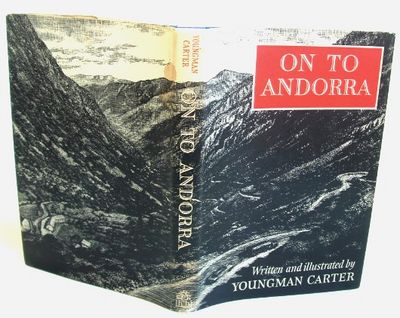 YOUNGMAN
CARTER
ON TO ANDORRA
ON TO
ANDORRA
Written and illustrated by
YOUNGMAN CARTER